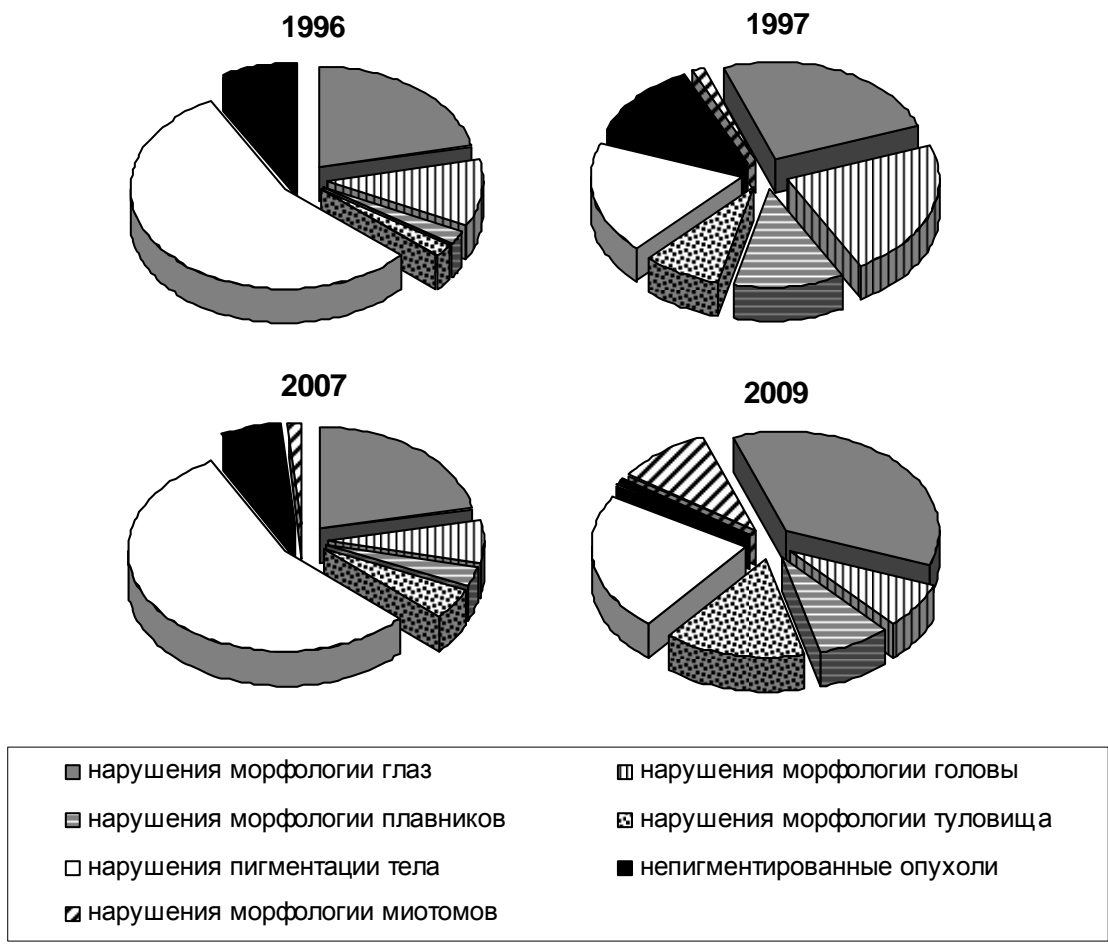 1996
1997
2007
2009
нарушения морфологии глаз
нарушения морфологии головы
нарушения морфологии плавников
нарушения морфологии туловища
нарушения пигментации тела
непигментированные опухоли
нарушения морфологии миотомов